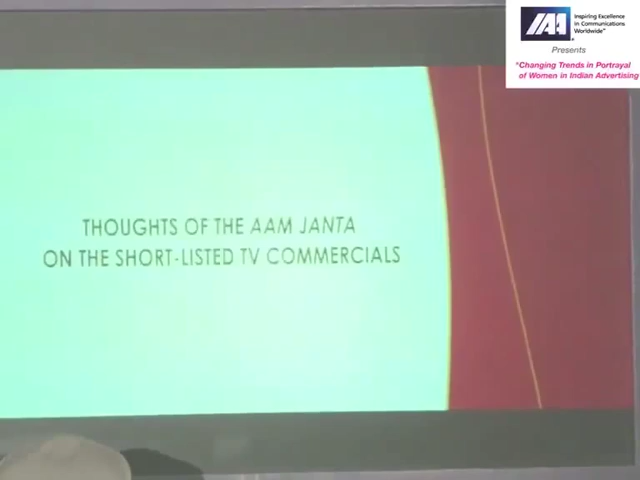 IAA
Inspiring Excellence
in Communications
Worldwide™
Presents
"Changing Trends in Portrayal
of Women in Indian Advertising
THOUGHTS OF THE AAM JANTA
ON THE SHORT-LISTED TV COMMERCIALS